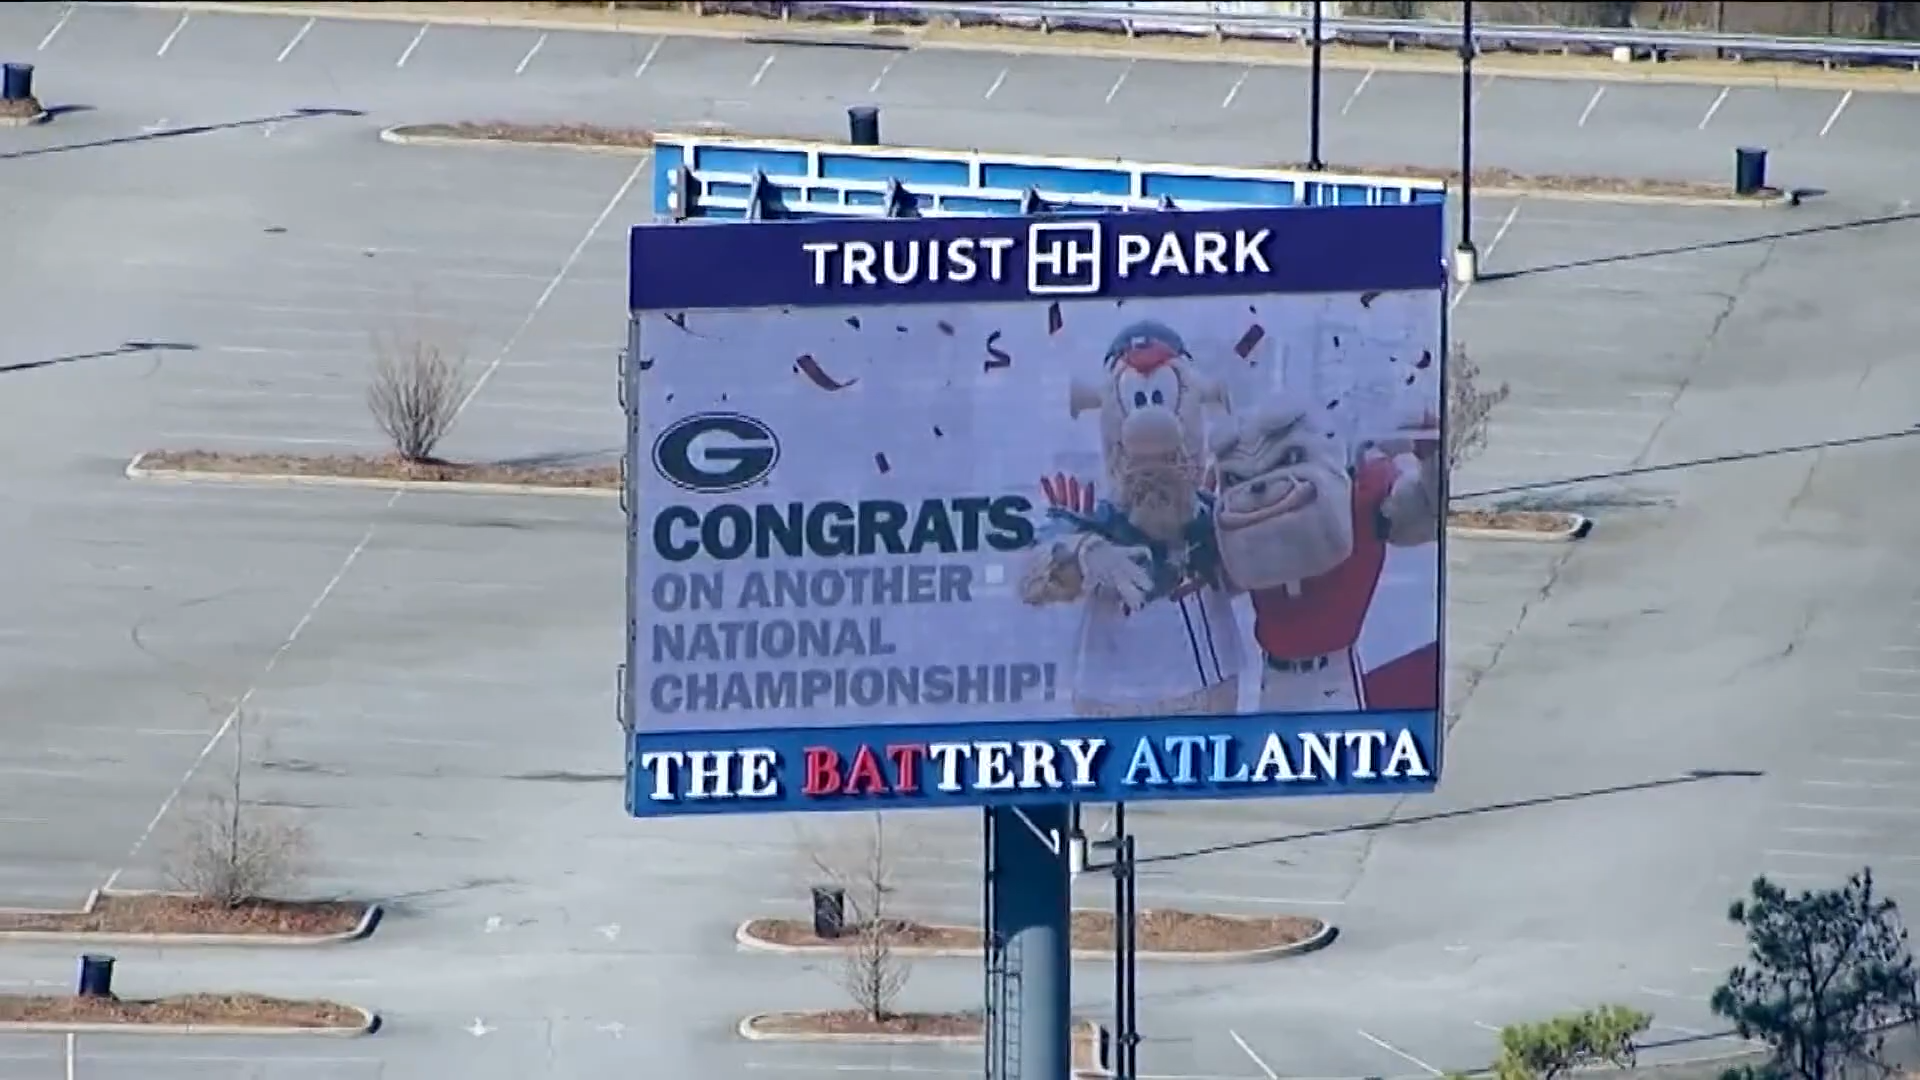 TRUIST PARK
G
CONGRATS
ON ANOTHER
NATIONAL
CHAMPIONSHIP!
THE BATTERY ATLANTA